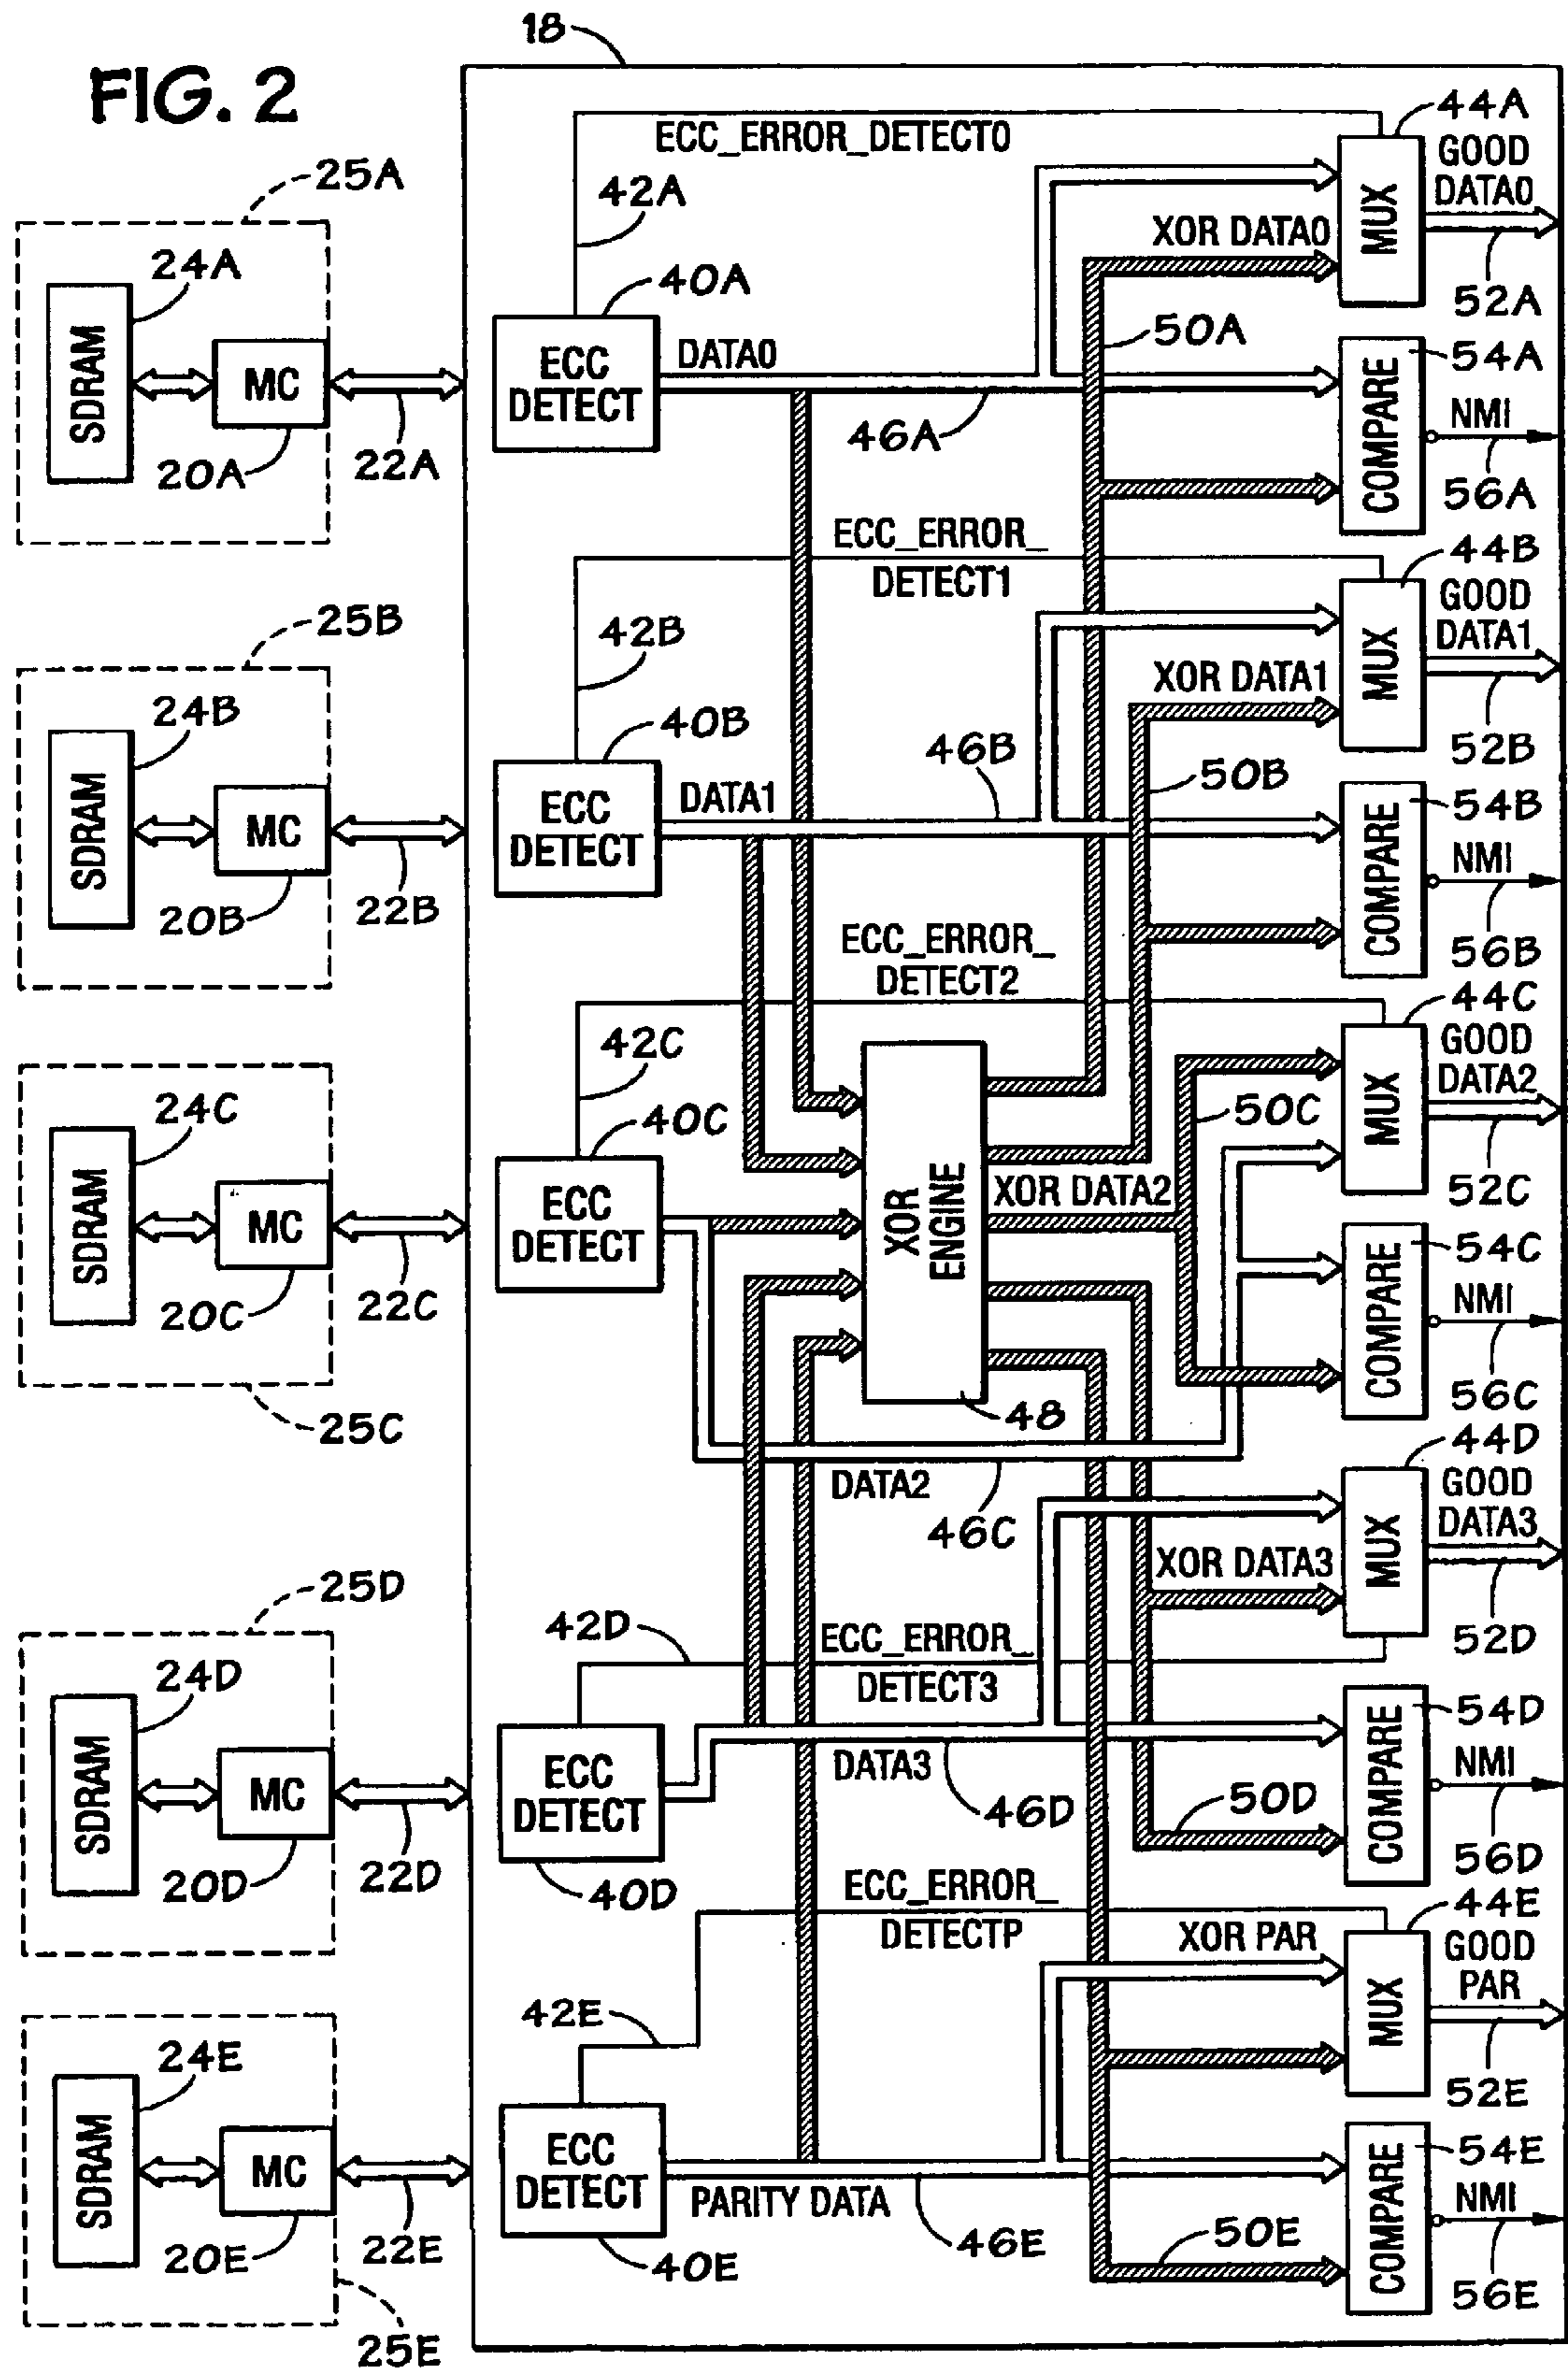 FIG. 2
18
44A
ECC_ERROR_DETECT0
GOOD
DATA0
25A
42A
MUX
XOR DATA0
24A
40A
52A
SDRAM
MC
ECC
DETECT
DATA0
50A
54A
COMPARE
NMI
20A
22A
46A
56A
ECC_ERROR_
DETECT1
44B
GOOD
DATA1
25B
42B
MUX
XOR DATA1
24B
40B
46B
52B
50B
SDRAM
MC
ECC
DETECT
DATA1
54B
COMPARE
NMI
20B
22B
56B
ECC_ERROR_
DETECT2
44C
GOOD
DATA2
42C
MUX
50C
24C
40C
SDRAM
MC
ECC
DETECT
XOR
ENGINE
XOR DATA2
52C
54C
COMPARE
NMI
20C
22C
56C
25C
48
44D
DATA2
46C
GOOD
DATA3
MUX
XOR DATA3
25D
42D
ECC_ERROR_
DETECT3
52D
24D
SDRAM
MC
ECC
DETECT
DATA3
46D
54D
COMPARE
NMI
50D
20D
22D
40D
56D
ECC_ERROR_
DETECTP
44E
XOR PAR
GOOD
PAR
MUX
42E
24E
52E
SDRAM
MC
ECC
DETECT
PARITY DATA
54E
COMPARE
NMI
20E
22E
40E
46E
50E
56E
25E